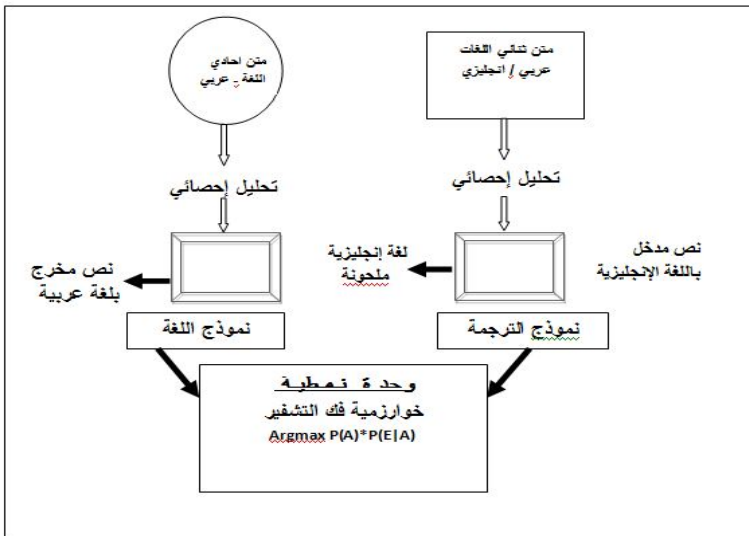 متن ثنائي اللغات
عربي / انجليزي
متن احادي
اللغة - عربي
تحليل إحصائي
تحليل إحصائي
نص مدخل
باللغة الإنجليزية
لغة إنجليزية
ملحونة
نص مخرج
بلغة عربية
نموذج الترجمة
نموذج اللغة
وحدة نمطية
خوارزمية فك التشفير
Argmax P(A)*P(E|A)